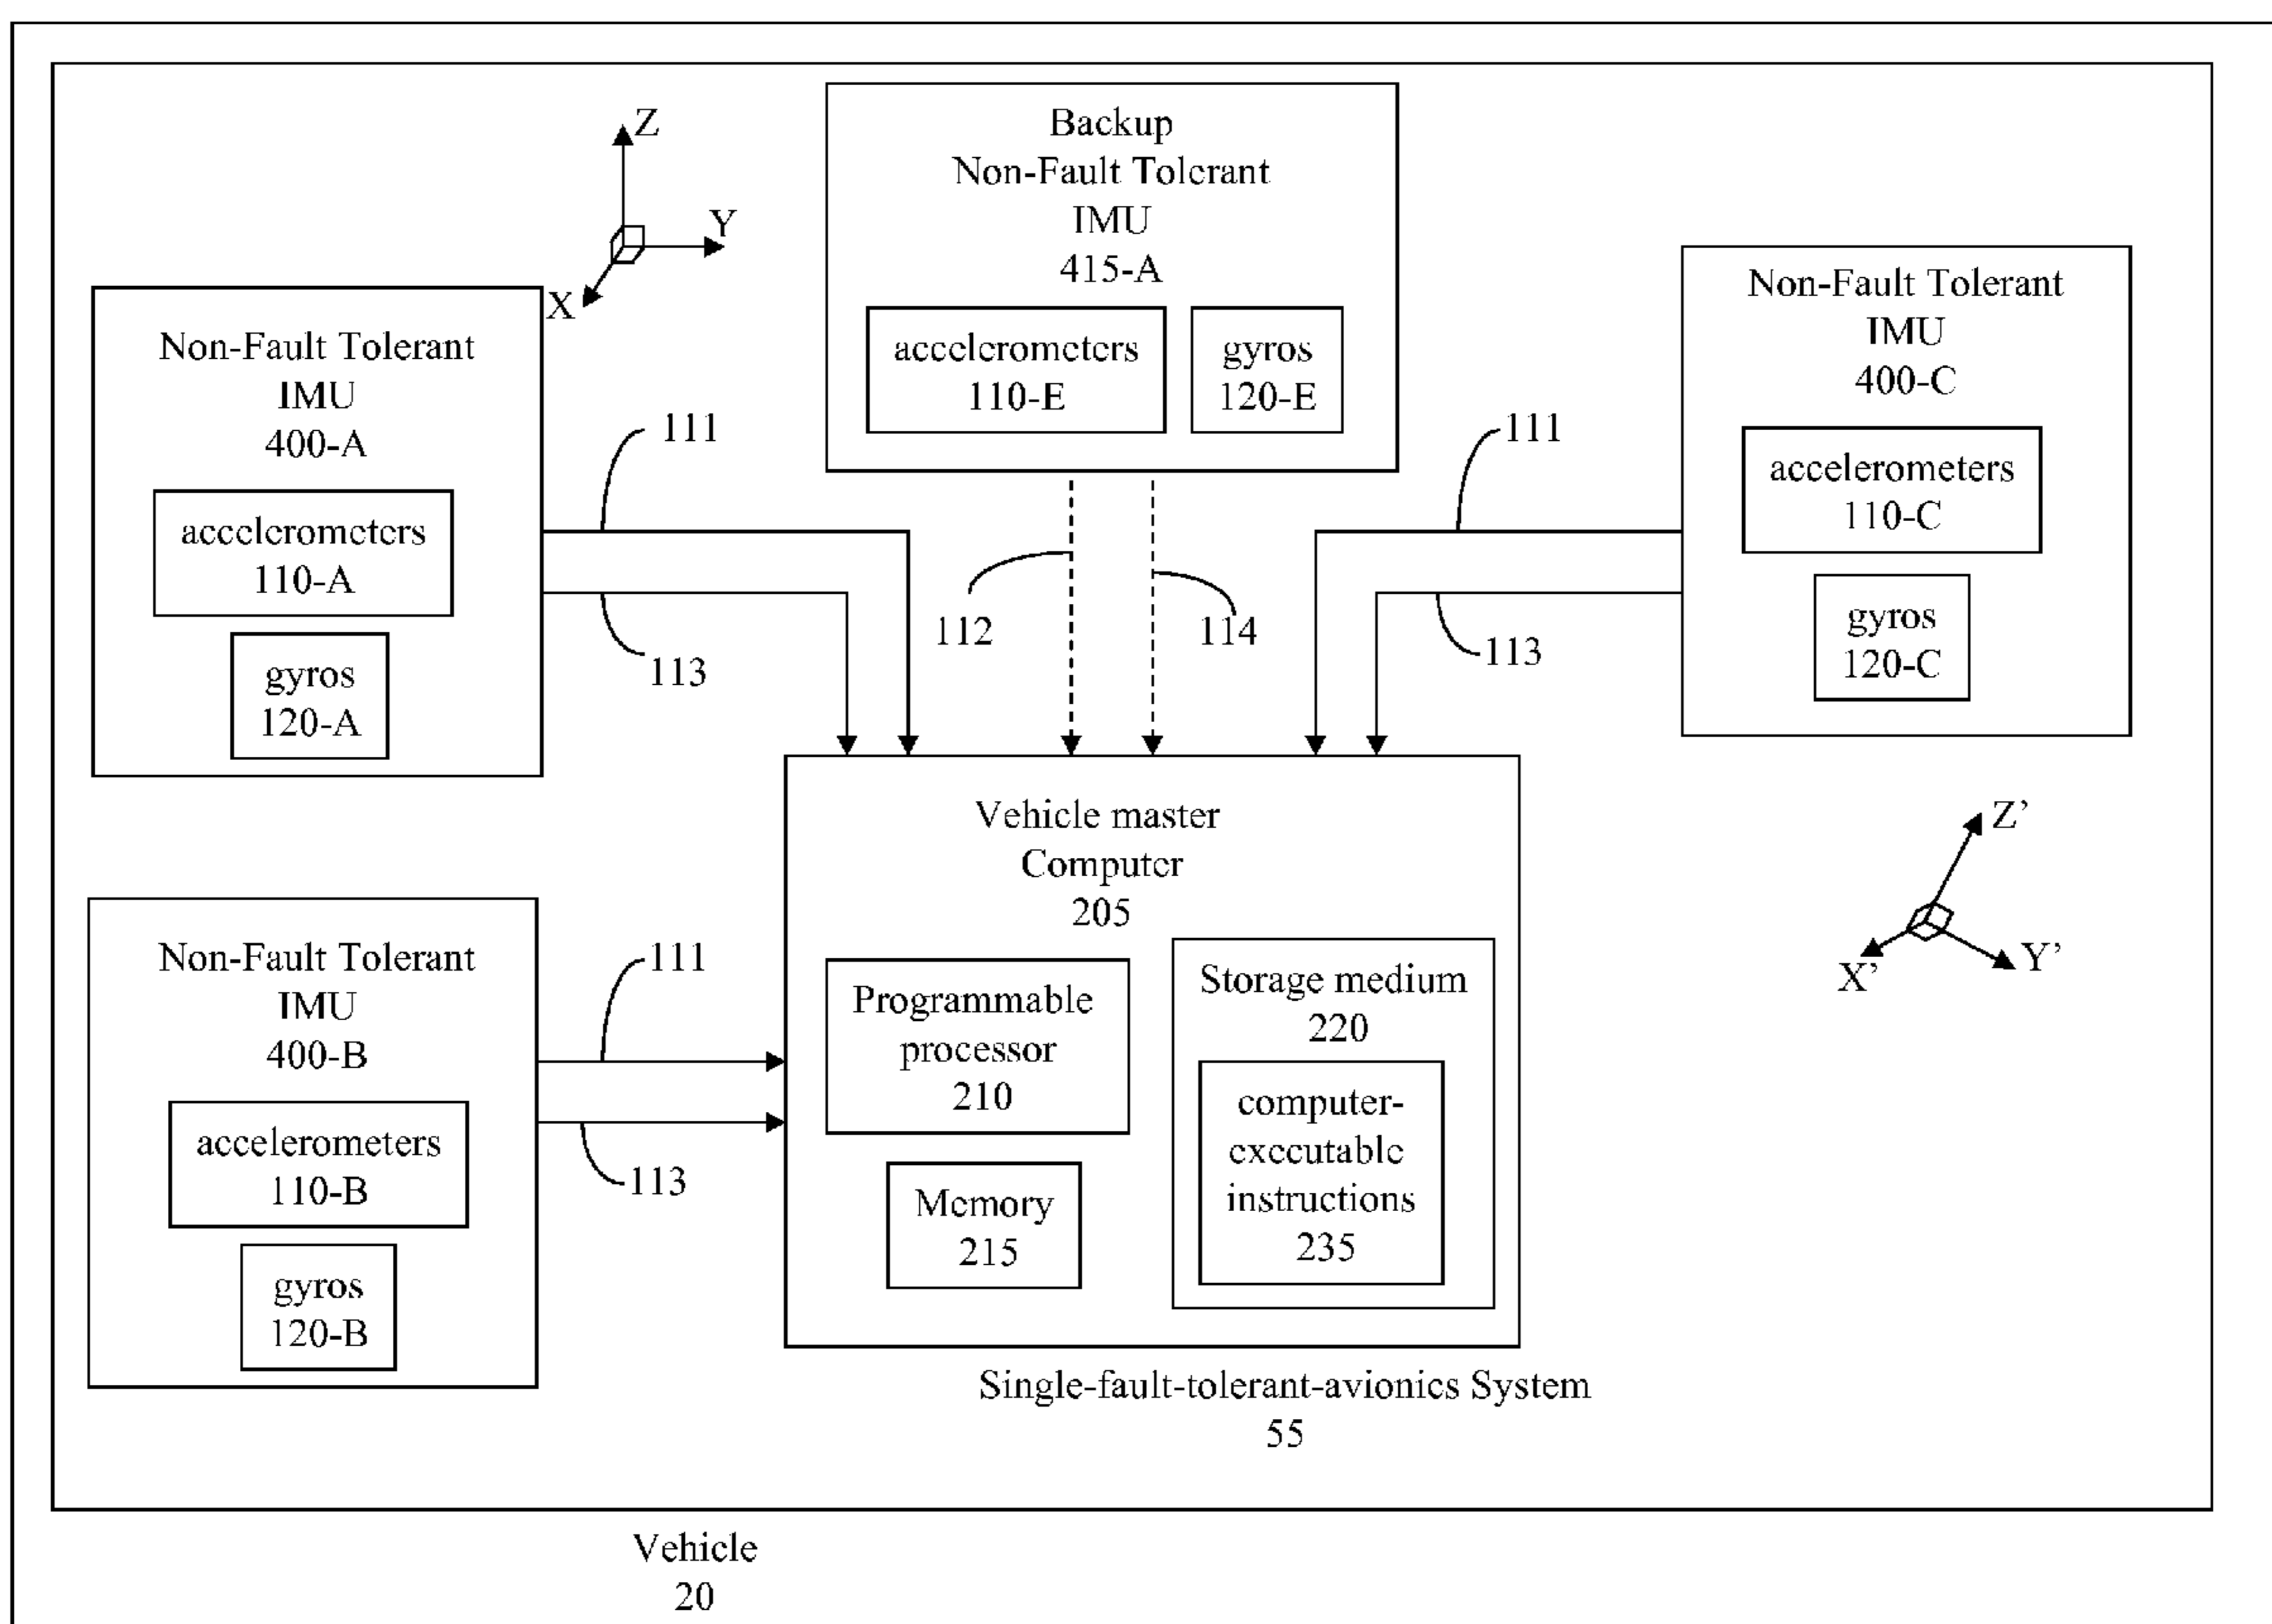 Backup
Non-Fault Tolerant
IMU
415-A
accelerometers
110-E
gyros
120-E
Z
Y
X
Non-Fault Tolerant
IMU
400-A
accelerometers
110-A
gyros
120-A
111
113
112
114
111
113
Non-Fault Tolerant
IMU
400-C
accelerometers
110-C
gyros
120-C
Z’
Y’
X’
Non-Fault Tolerant
IMU
400-B
accelerometers
110-B
gyros
120-B
111
113
Vehicle master
Computer
205
Programmable
processor
210
Memory
215
Storage medium
220
computer-
executable
instructions
235
Single-fault-tolerant-avionics System
55
Vehicle
20